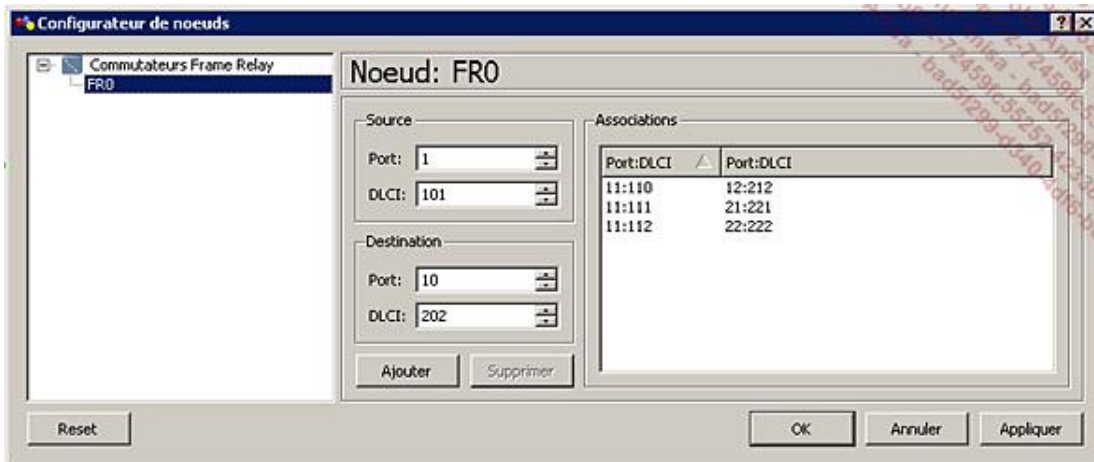 Configurateur de noeuds
Commutateurs Frame Relay
FR0
Noeud: FR0
Source
Port: 1
DLCI: 101
Destination
Port: 10
DLCI: 202
Ajouter Supprimer
Associations
Port:DLCI Port:DLCI
11:110 12:212
11:111 21:221
11:112 22:222
Reset OK Annuler Appliquer